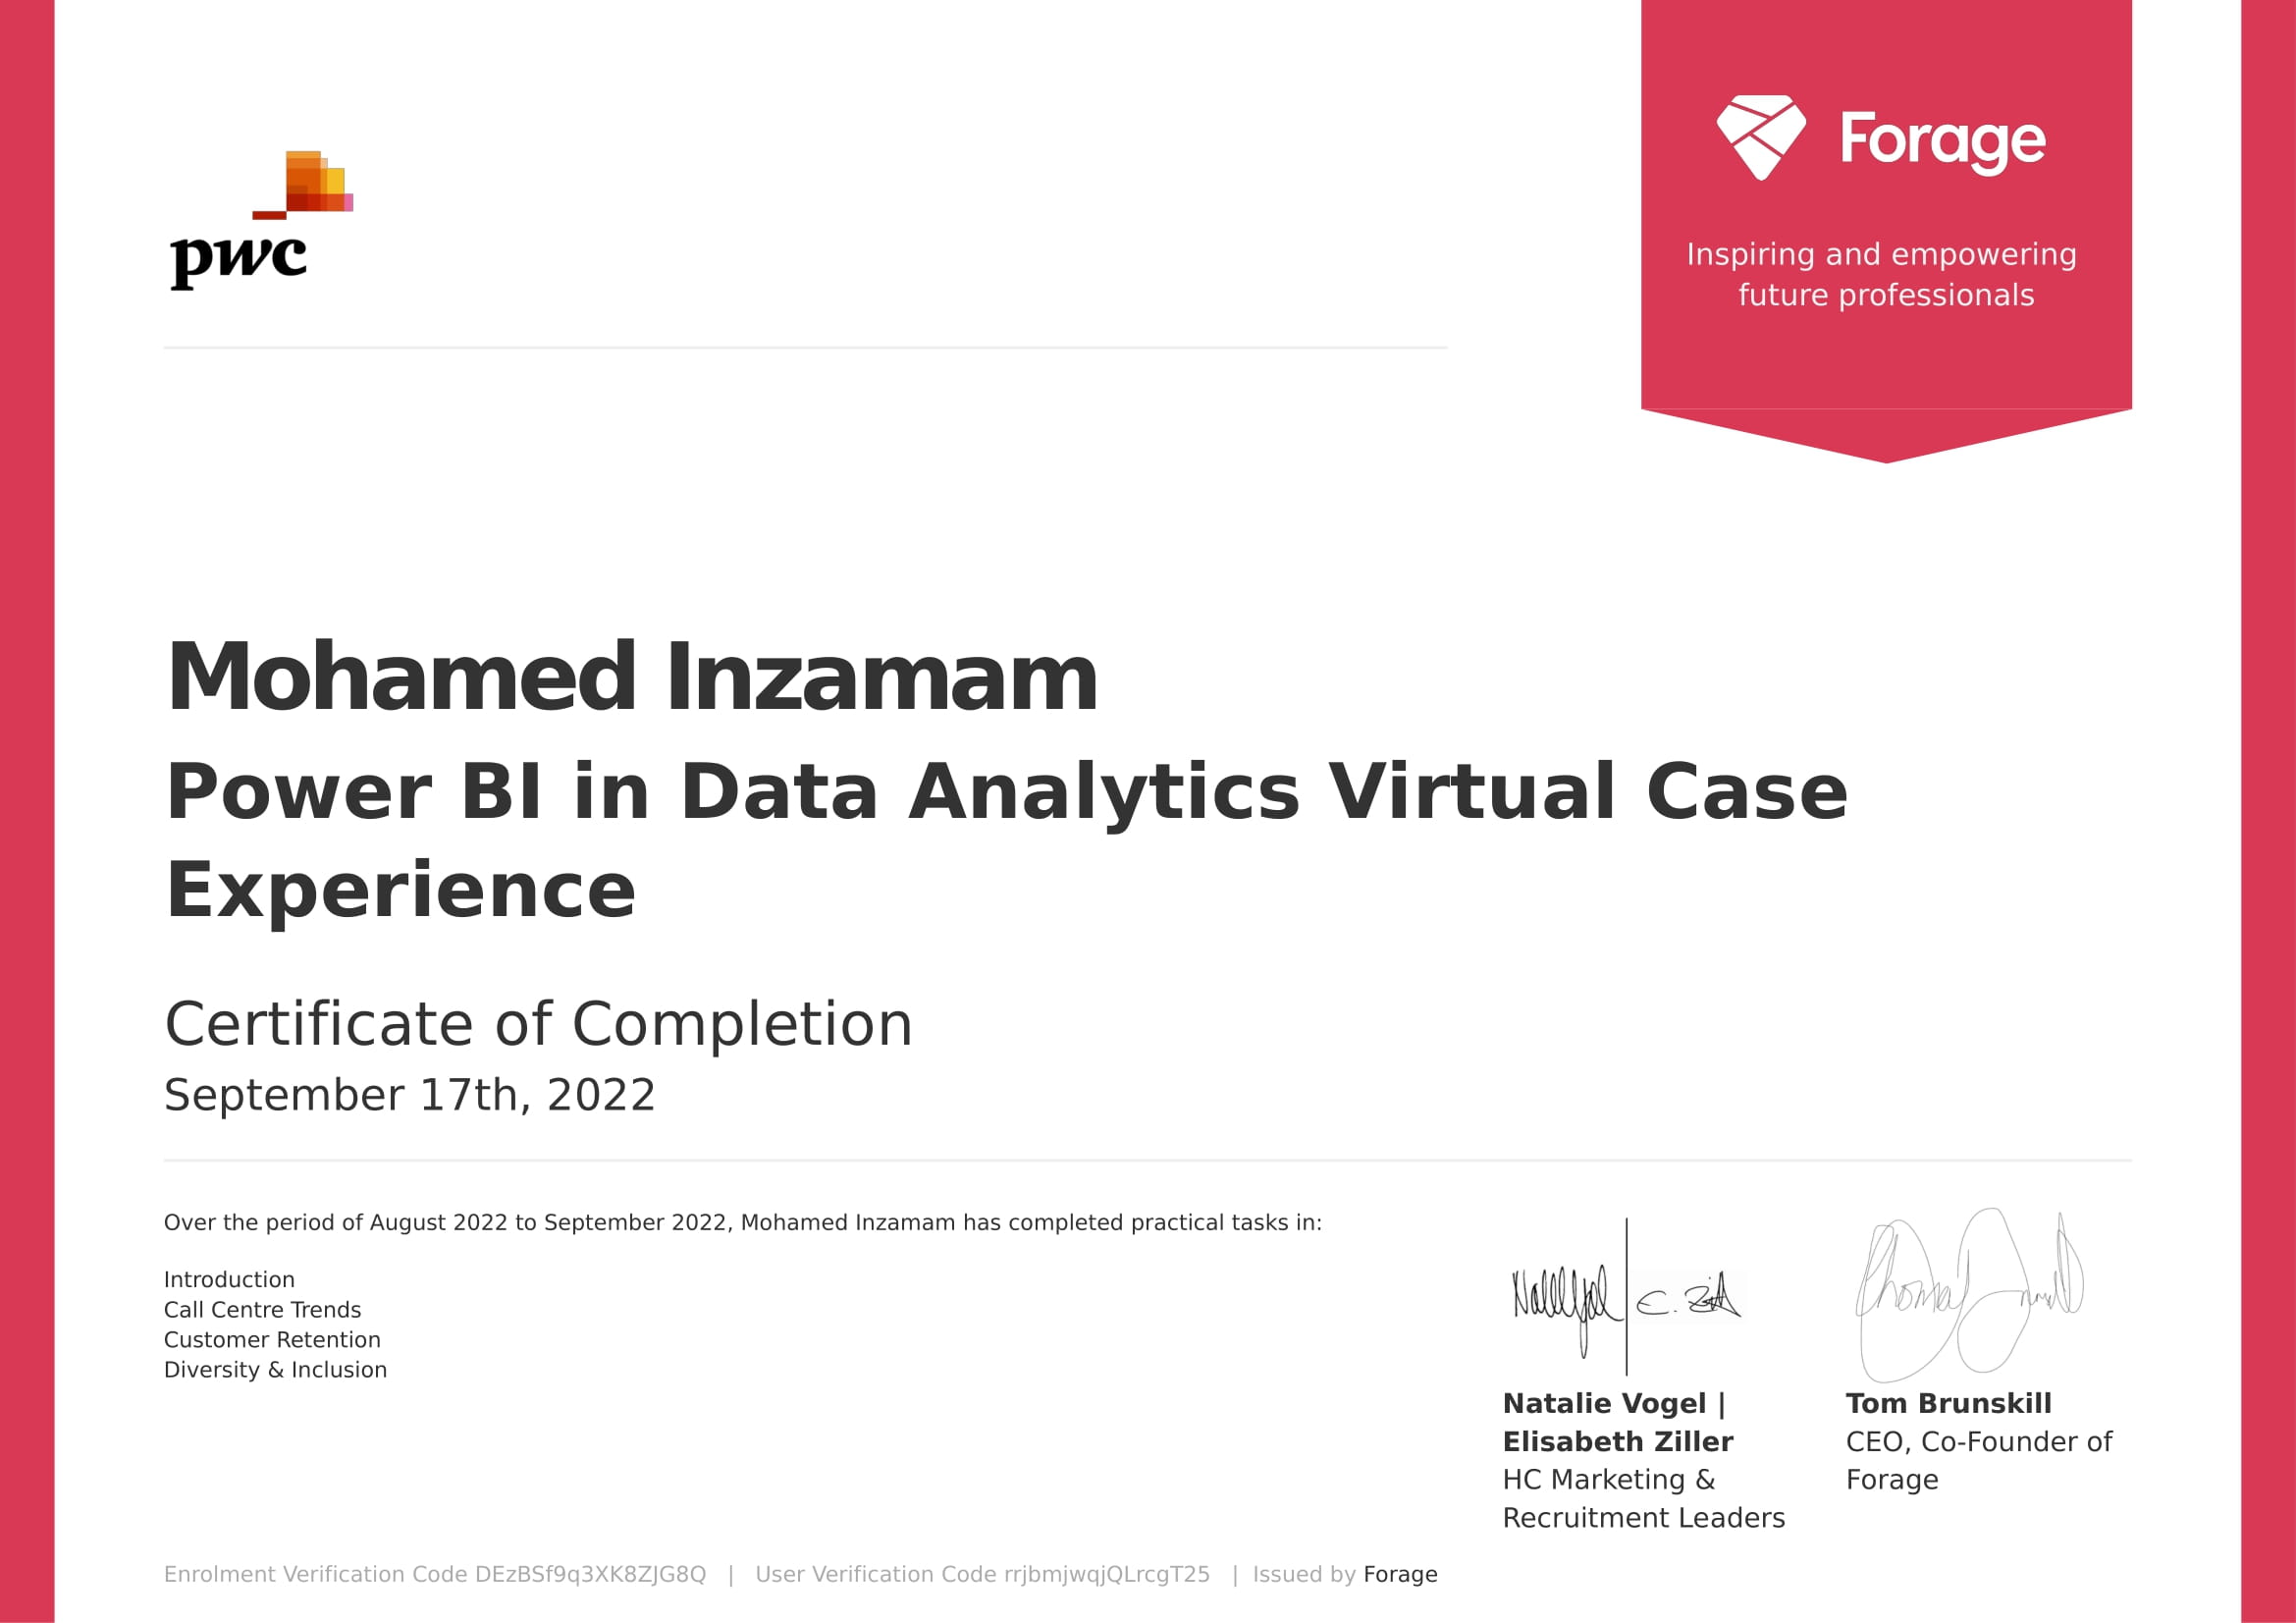 pwc
Forage
Inspiring and empowering
future professionals
Mohamed Inzamam
Power BI in Data Analytics Virtual Case
Experience
Certificate of Completion
September 17th, 2022
Over the period of August 2022 to September 2022, Mohamed Inzamam has completed practical tasks in:
Introduction
Call Centre Trends
Customer Retention
Diversity & Inclusion
E. Zill
Natalie Vogel |
Elisabeth Ziller
HC Marketing &
Recruitment Leaders
Tom Brunskill
CEO, Co-Founder of
Forage
Enrolment Verification Code DEzBSf9q3XK8ZJG8Q | User Verification Code rrjbmjwqjQLrcgT25 | Issued by Forage